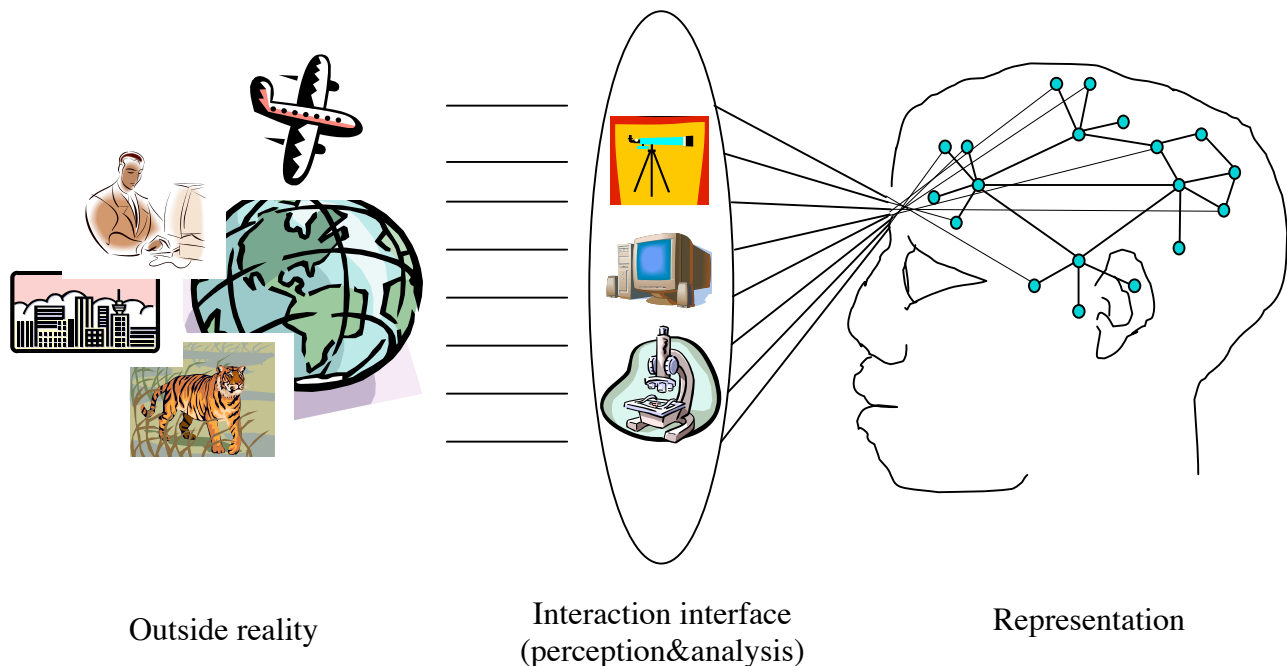 Outside reality
Interaction interface
(perception&analysis)
Representation